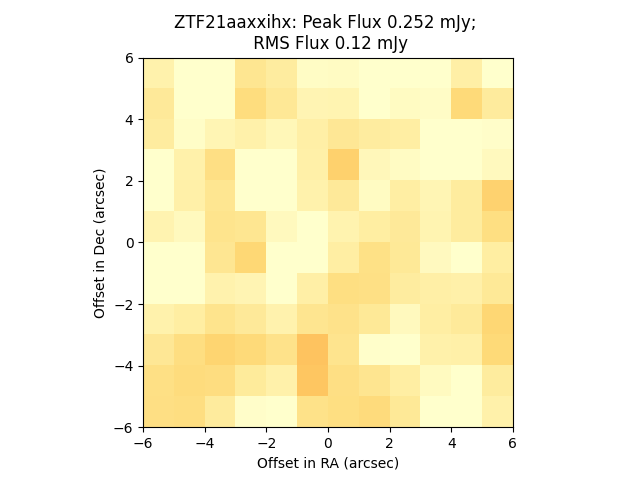 ZTF21aaxxihx: Peak Flux 0.252 mJy;
RMS Flux 0.12 mJy
6
4
2
0
−2
−4
−6
Offset in Dec (arcsec)
−6 −4 −2 0 2 4 6
Offset in RA (arcsec)